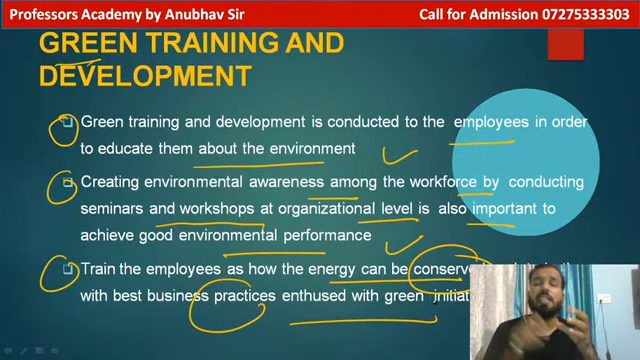 Professors Academy by Anubhav Sir Call for Admission 07275333303
GREEN TRAINING AND
DEVELOPMENT
Green training and development is conducted to the employees in order
to educate them about the environment
Creating environmental awareness among the workforce by conducting
seminars and workshops at organizational level is also important to
achieve good environmental performance
Train the employees as how the energy can be
with best business practices enthused with green